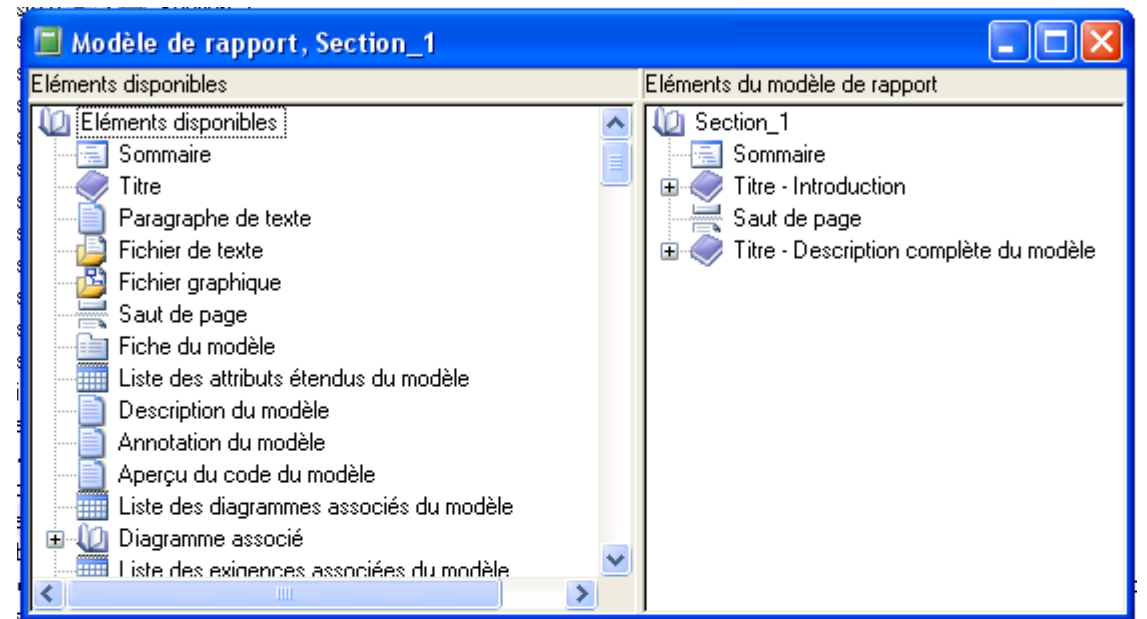 Modèle de rapport, Section_1
Eléments disponibles
Eléments disponibles
Sommaire
Titre
Paragraphe de texte
Fichier de texte
Fichier graphique
Saut de page
Fiche du modèle
Liste des attributs étendus du modèle
Description du modèle
Annotation du modèle
Aperçu du code du modèle
Liste des diagrammes associés du modèle
Diagramme associé
Liste des exigences associées du modèle
Eléments du modèle de rapport
Section_1
Sommaire
Titre - Introduction
Saut de page
Titre - Description complète du modèle